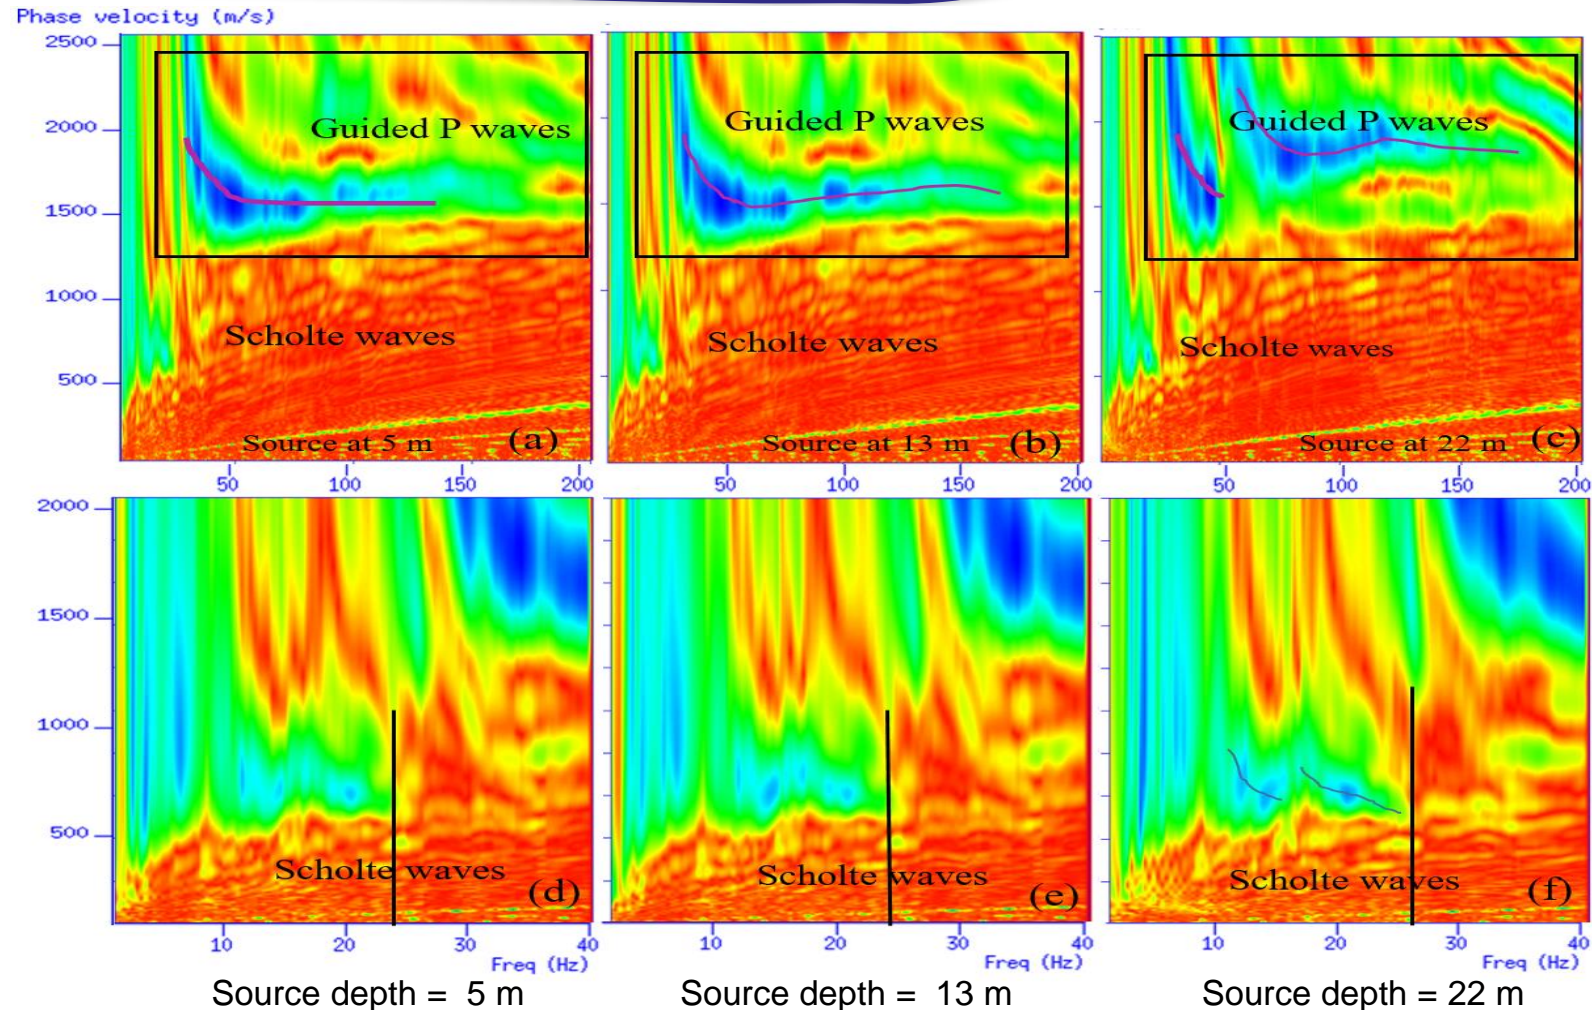 Phase velocity (m/s)
2500
2000
1500
1000
500
Guided P waves
Scholte waves
Source at 5 m (a)
50 100 150 200
Guided P waves
Scholte waves
Source at 13 m (b)
50 100 150 200
Guided P waves
Scholte waves
Source at 22 m (c)
50 100 150 200
2000
1500
1000
500
Scholte waves (d)
10 20 30 40
Freq (Hz)
Scholte waves (e)
10 20 30 40
Freq (Hz)
Scholte waves (f)
10 20 30 40
Freq (Hz)
Source depth = 5 m
Source depth = 13 m
Source depth = 22 m